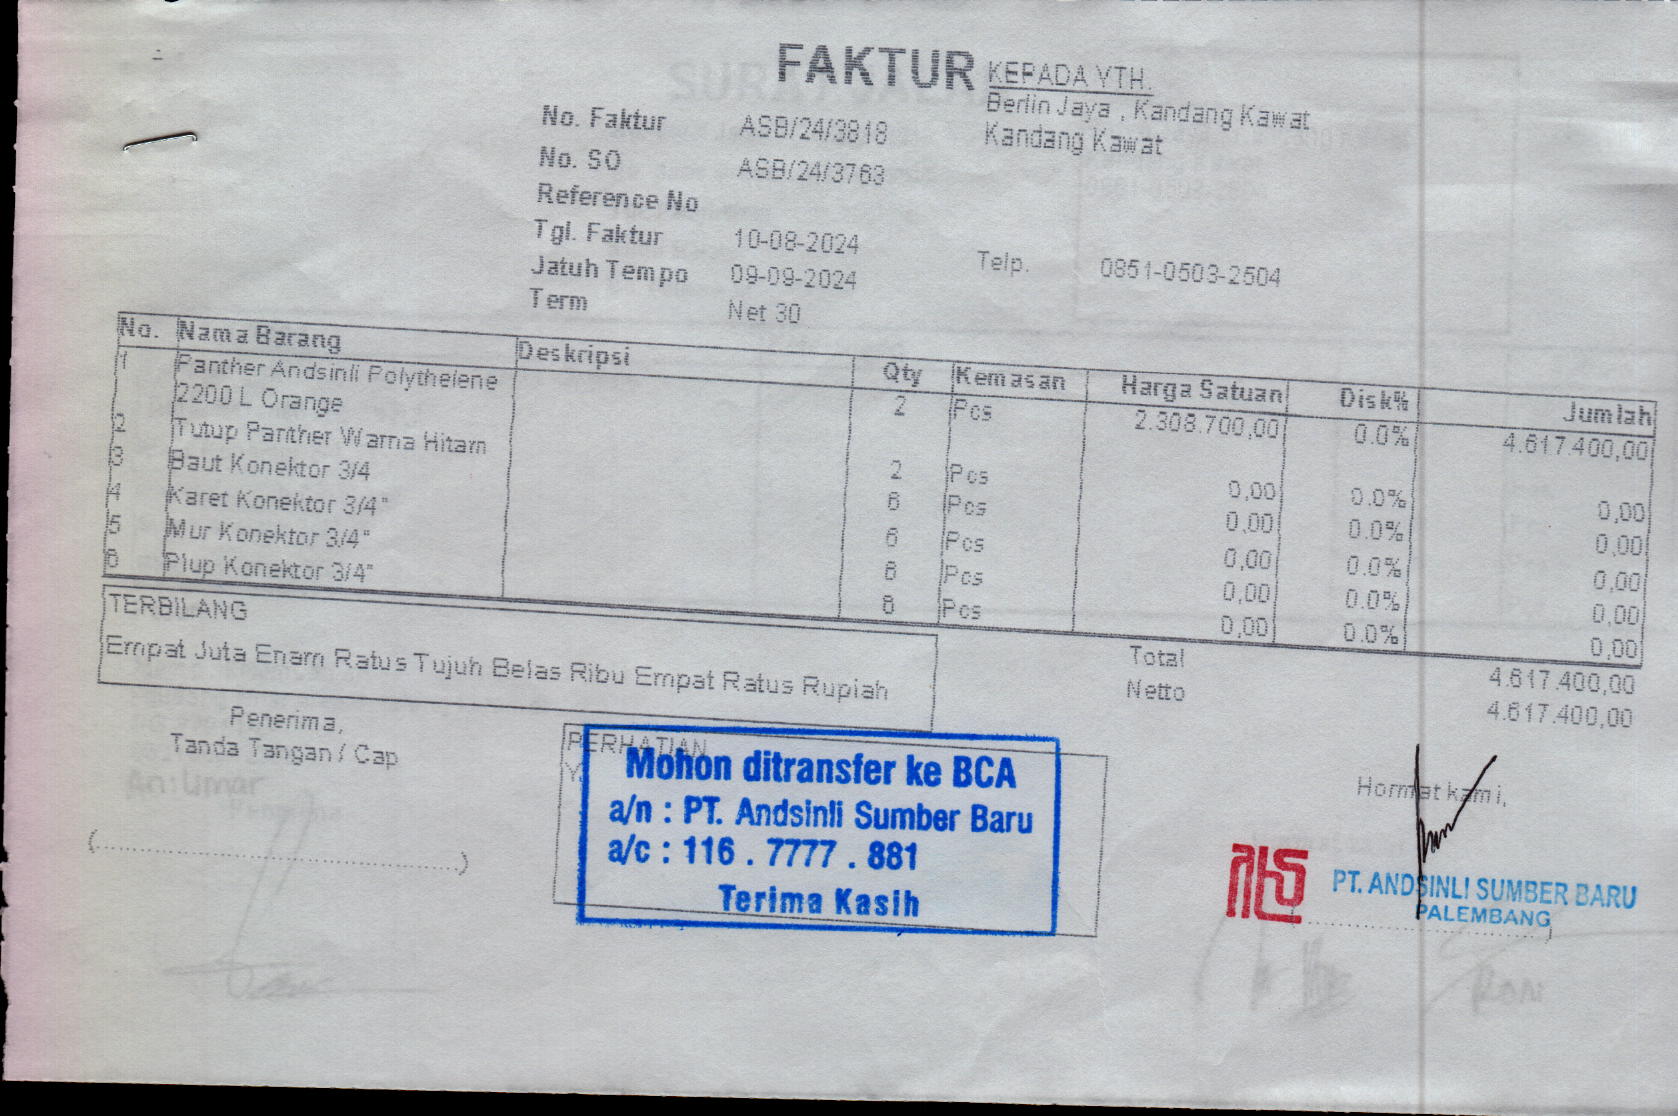 FAKTUR
KEPADA YTH.
Berlin Jaya , Kandang Kawat
Kandang Kawat
No. Faktur ASB/24/3818
No. SO ASB/24/3763
Reference No
Tgl. Faktur 10-08-2024
Jatuh Tempo 09-09-2024
Term Net 30
Telp. 0851-0503-2504
No. Nama Barang Deskripsi Qty Kemasan Harga Satuan Disk% Jumlah
1 Panther Andsinli Polythelene 2 Pcs 2.308.700,00 0.0% 4.617.400,00
2200 L Orange
2 Tutup Panther Warna Hitam 2 Pcs 0,00 0.0% 0,00
3 Baut Konektor 3/4 6 Pcs 0,00 0.0% 0,00
4 Karet Konektor 3/4" 6 Pcs 0,00 0.0% 0,00
5 Mur Konektor 3/4" 6 Pcs 0,00 0.0% 0,00
6 Plup Konektor 3/4" 6 Pcs 0,00 0.0% 0,00
TERBILANG
Empat Juta Enam Ratus Tujuh Belas Ribu Empat Ratus Rupiah
Total 4.617.400,00
Netto 4.617.400,00
Penerima,
Tanda Tangan / Cap
An: Umar
PERHATIAN
Mohon ditransfer ke BCA
a/n : PT. Andsinli Sumber Baru
a/c : 116 . 7777 . 881
Terima Kasih
Hormat kami,
PT. ANDSINLI SUMBER BARU
PALEMBANG